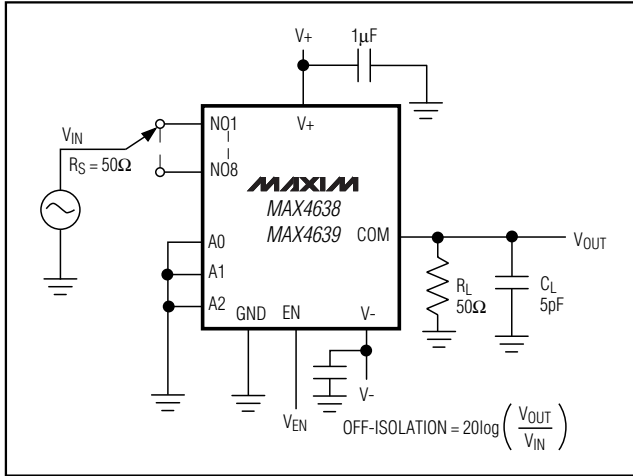 V+
1µF
V+
VIN
RS = 50Ω
NO1
NO8
MAXIM
MAX4638
MAX4639
COM
VOUT
A0
A1
A2
GND
EN
V-
RL
50Ω
CL
5pF
VEN
V-
OFF-ISOLATION = 20log(VOUT/VIN)